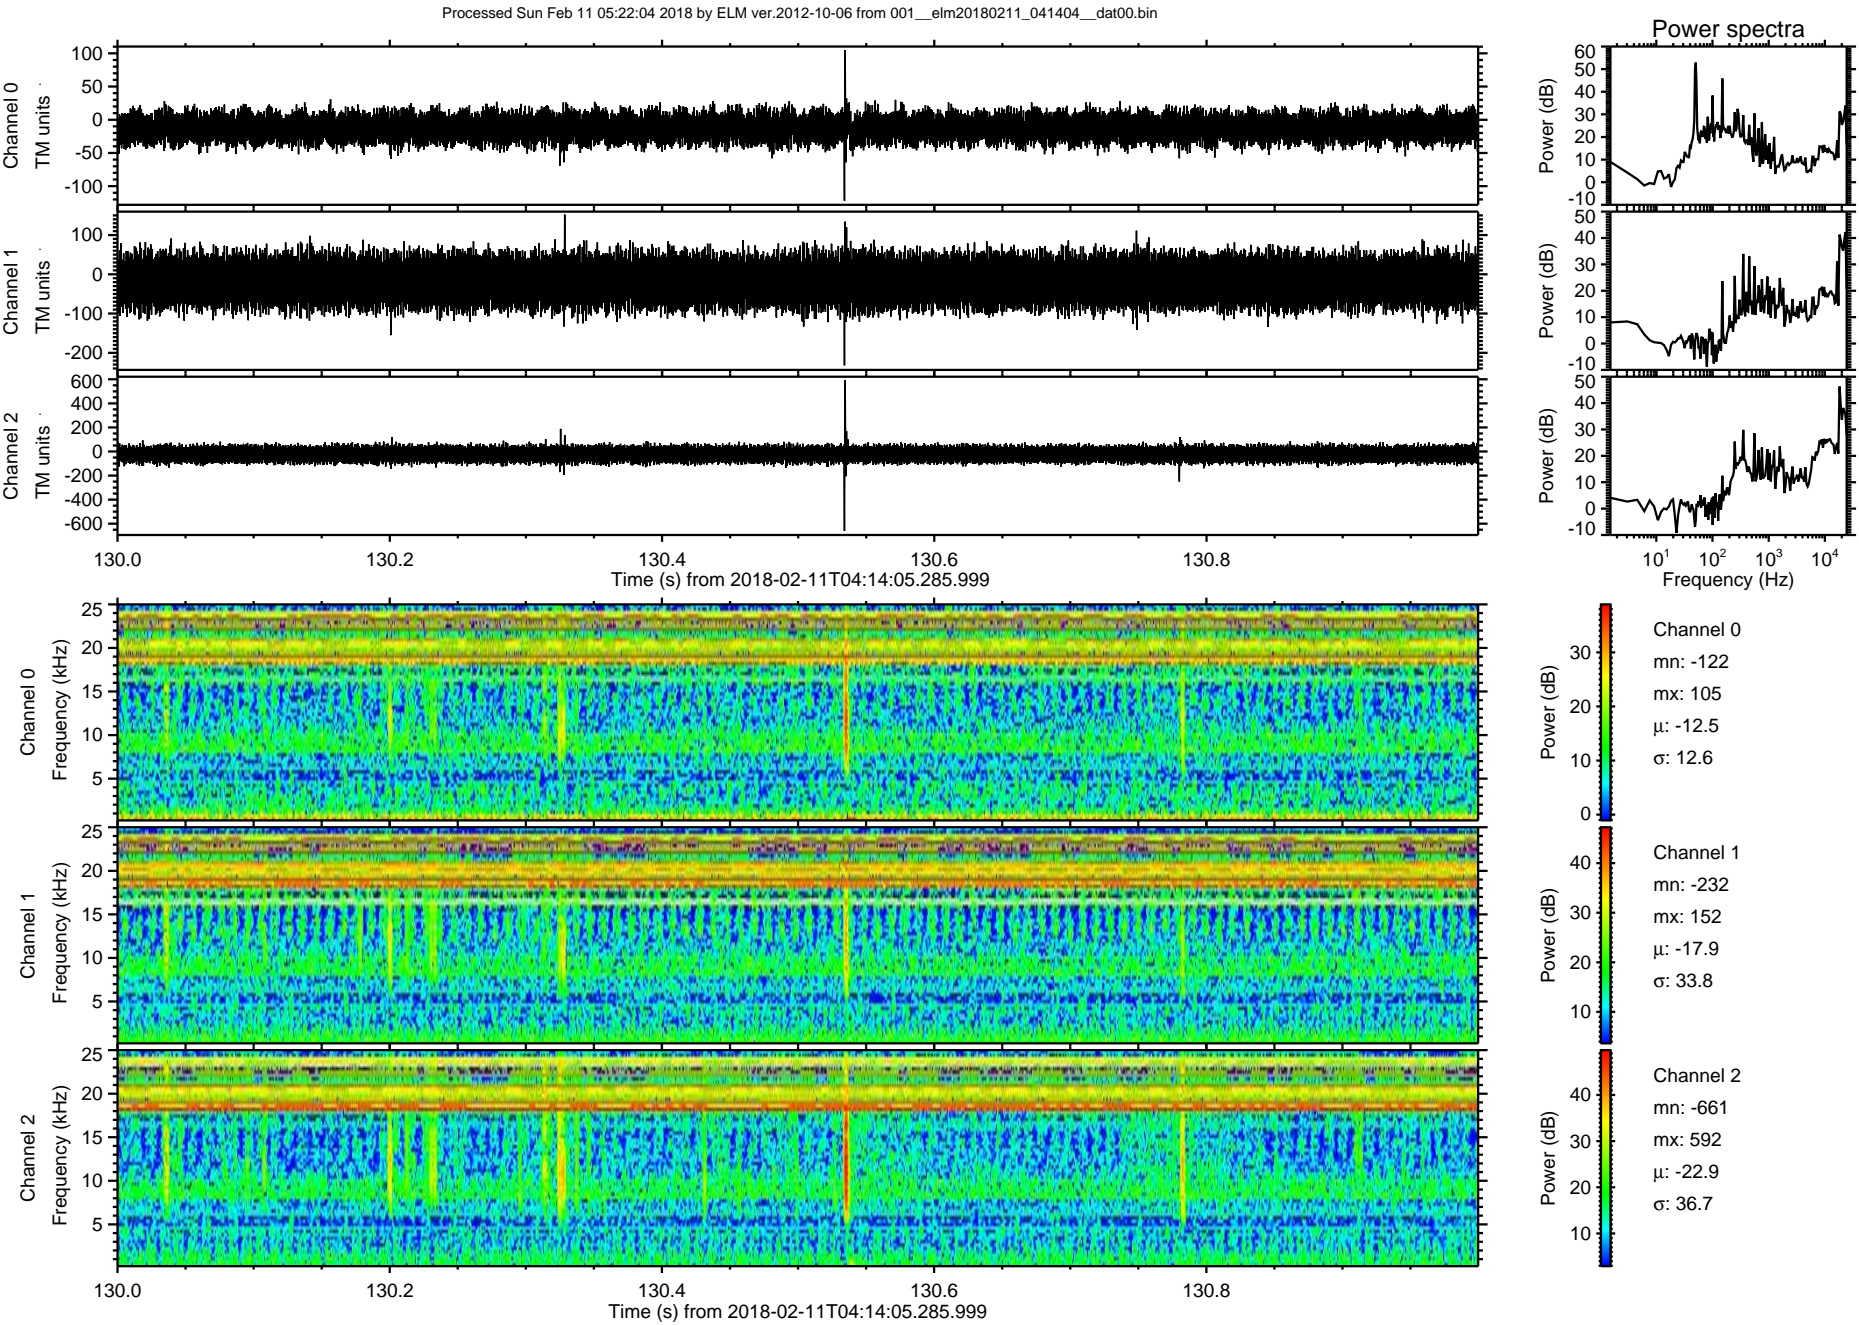 Processed Sun Feb 11 05:22:04 2018 by ELM ver.2012-10-06 from 001__elm20180211_041404__dat00.bin
Power spectra
Channel 0
TM units
100
50
0
-50
-100
Power (dB)
60
50
40
30
20
10
0
-10
Channel 1
TM units
100
0
-100
-200
Power (dB)
50
40
30
20
10
0
-10
Channel 2
TM units
600
400
200
0
-200
-400
-600
Power (dB)
50
40
30
20
10
0
-10
130.0 130.2 130.4 130.6 130.8
Time (s) from 2018-02-11T04:14:05.285.999
10^1 10^2 10^3 10^4
Frequency (Hz)
Channel 0
Frequency (kHz)
25
20
15
10
5
Power (dB)
30
20
10
0
Channel 0
mn: -122
mx: 105
μ: -12.5
σ: 12.6
Channel 1
Frequency (kHz)
25
20
15
10
5
Power (dB)
40
30
20
10
Channel 1
mn: -232
mx: 152
μ: -17.9
σ: 33.8
Channel 2
Frequency (kHz)
25
20
15
10
5
Power (dB)
40
30
20
10
Channel 2
mn: -661
mx: 592
μ: -22.9
σ: 36.7
130.0 130.2 130.4 130.6 130.8
Time (s) from 2018-02-11T04:14:05.285.999